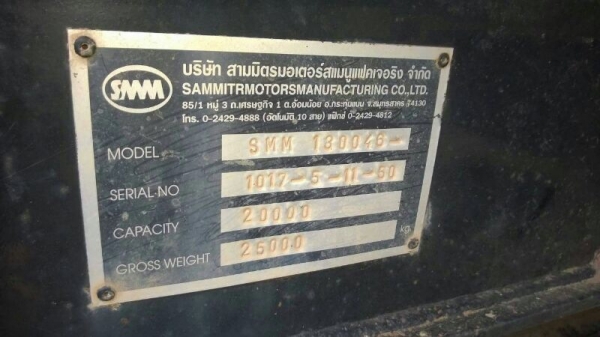 SMM
บริษัท สามมิตรมอเตอร์สแมนูแฟคเจอริง จำกัด
SAMMITRMOTORSMANUFACTURING CO.,LTD.
85/1 หมู่ 3 ถ.เศรษฐกิจ 1 ต.อ้อมน้อย อ.กระทุ่มแบน จ.สมุทรสาคร 74130
โทร. 0-2429-4888 (อัตโนมัติ 10 สาย) แฟ็กซ์ 0-2429-4812
MODEL SMM 180046-
SERIAL NO 1017-5-11-60
CAPACITY 20000
GROSS WEIGHT 25000 kg.